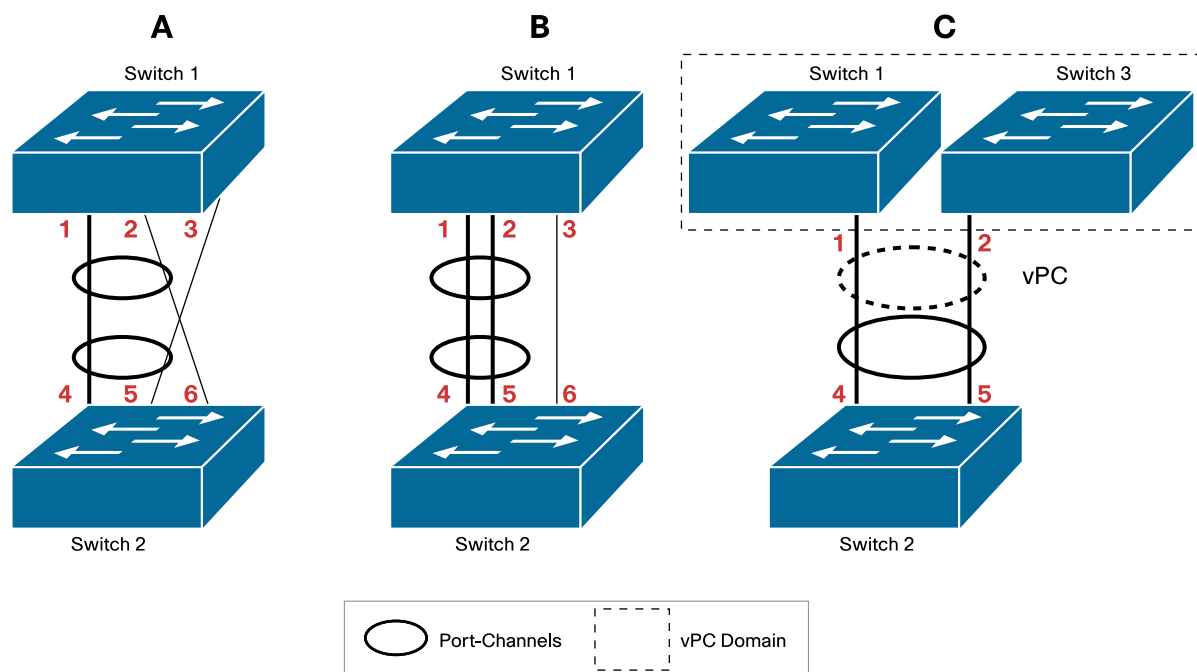 A
B
C
Switch 1
Switch 1
Switch 1
Switch 3
1 2 3
1 2 3
1 2
vPC
4 5 6
4 5 6
4 5
Switch 2
Switch 2
Switch 2
Port-Channels
vPC Domain